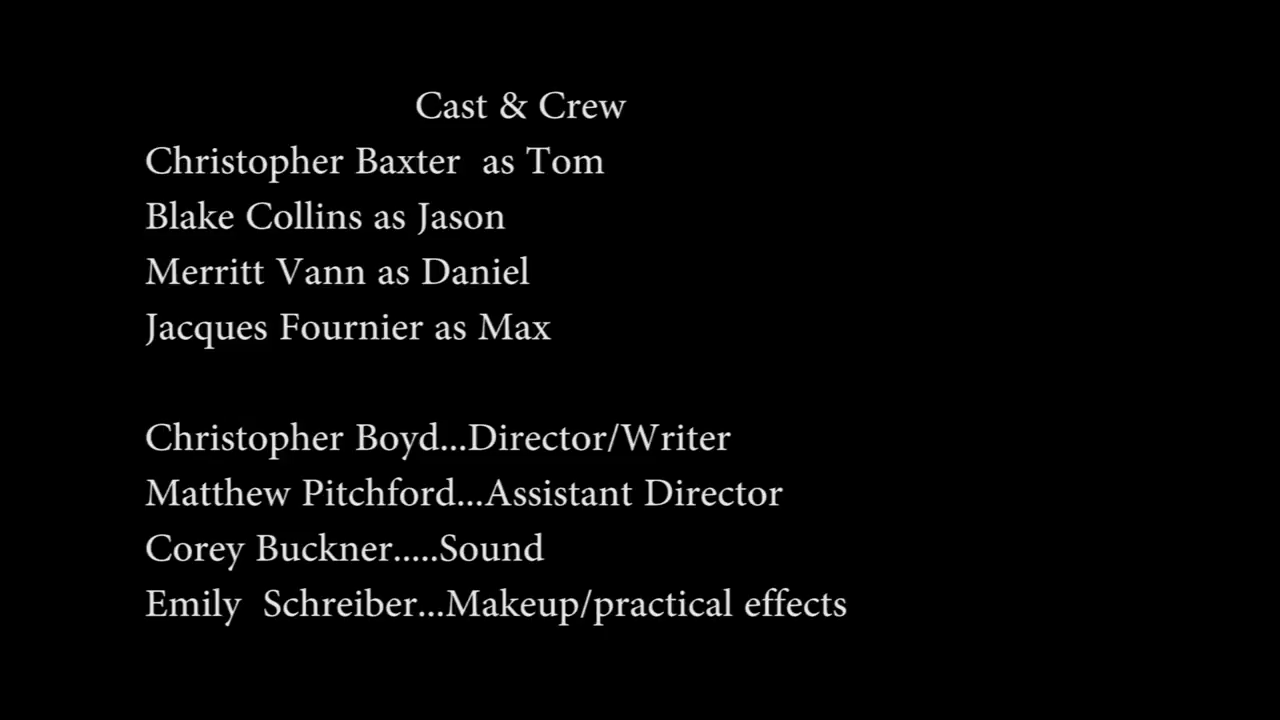 Cast & Crew
Christopher Baxter  as Tom
Blake Collins as Jason
Merritt Vann as Daniel
Jacques Fournier as Max
Christopher Boyd...Director/Writer
Matthew Pitchford...Assistant Director
Corey Buckner.....Sound
Emily  Schreiber...Makeup/practical effects